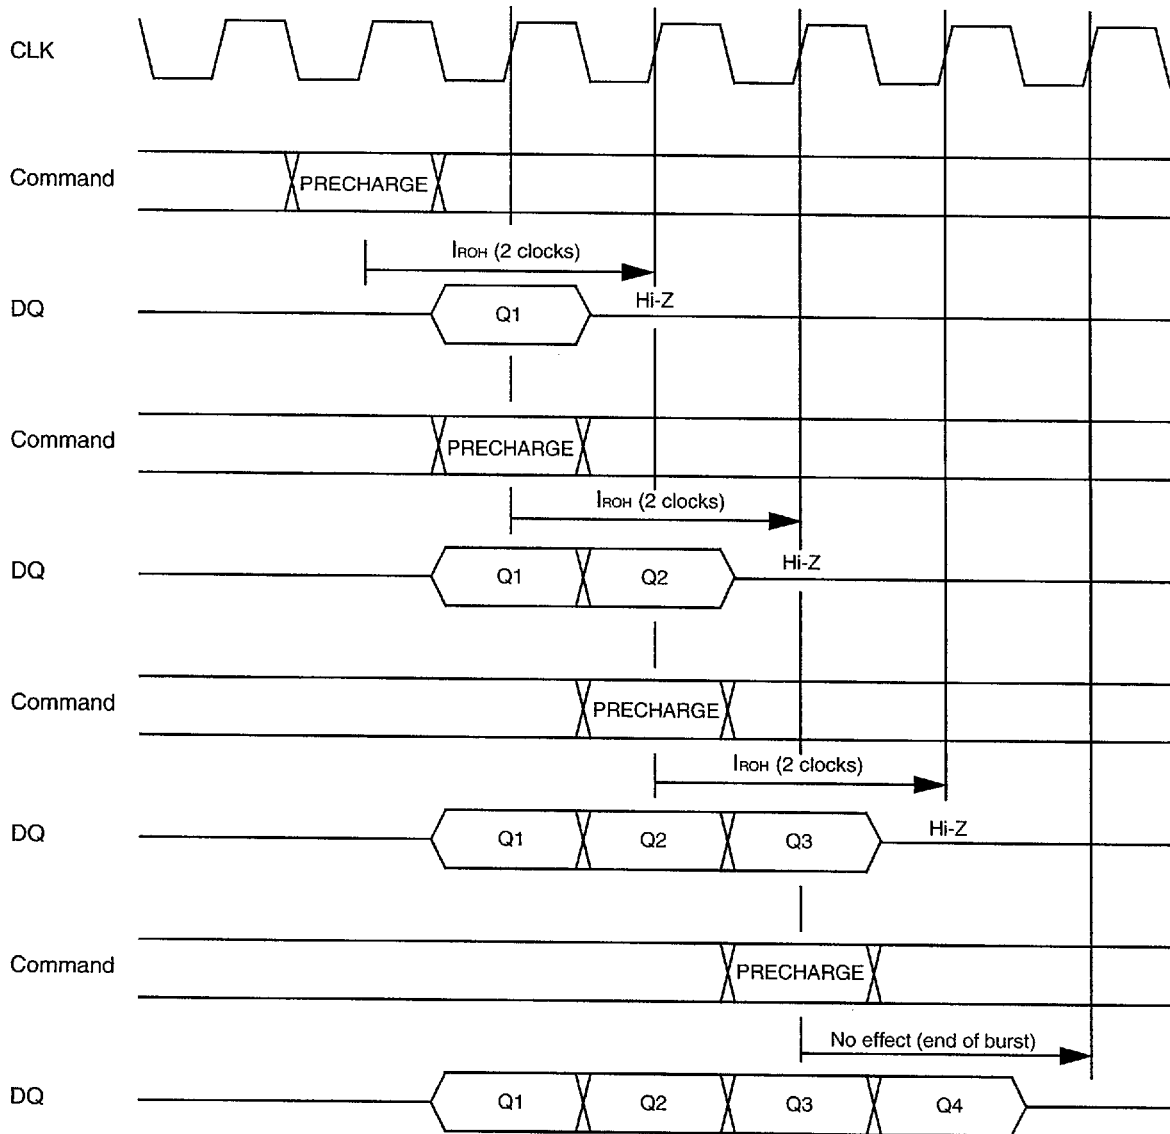 CLK
Command
PRECHARGE
IROH (2 clocks)
DQ
Q1
Hi-Z
Command
PRECHARGE
IROH (2 clocks)
DQ
Q1 Q2
Hi-Z
Command
PRECHARGE
IROH (2 clocks)
DQ
Q1 Q2 Q3
Hi-Z
Command
PRECHARGE
No effect (end of burst)
DQ
Q1 Q2 Q3 Q4